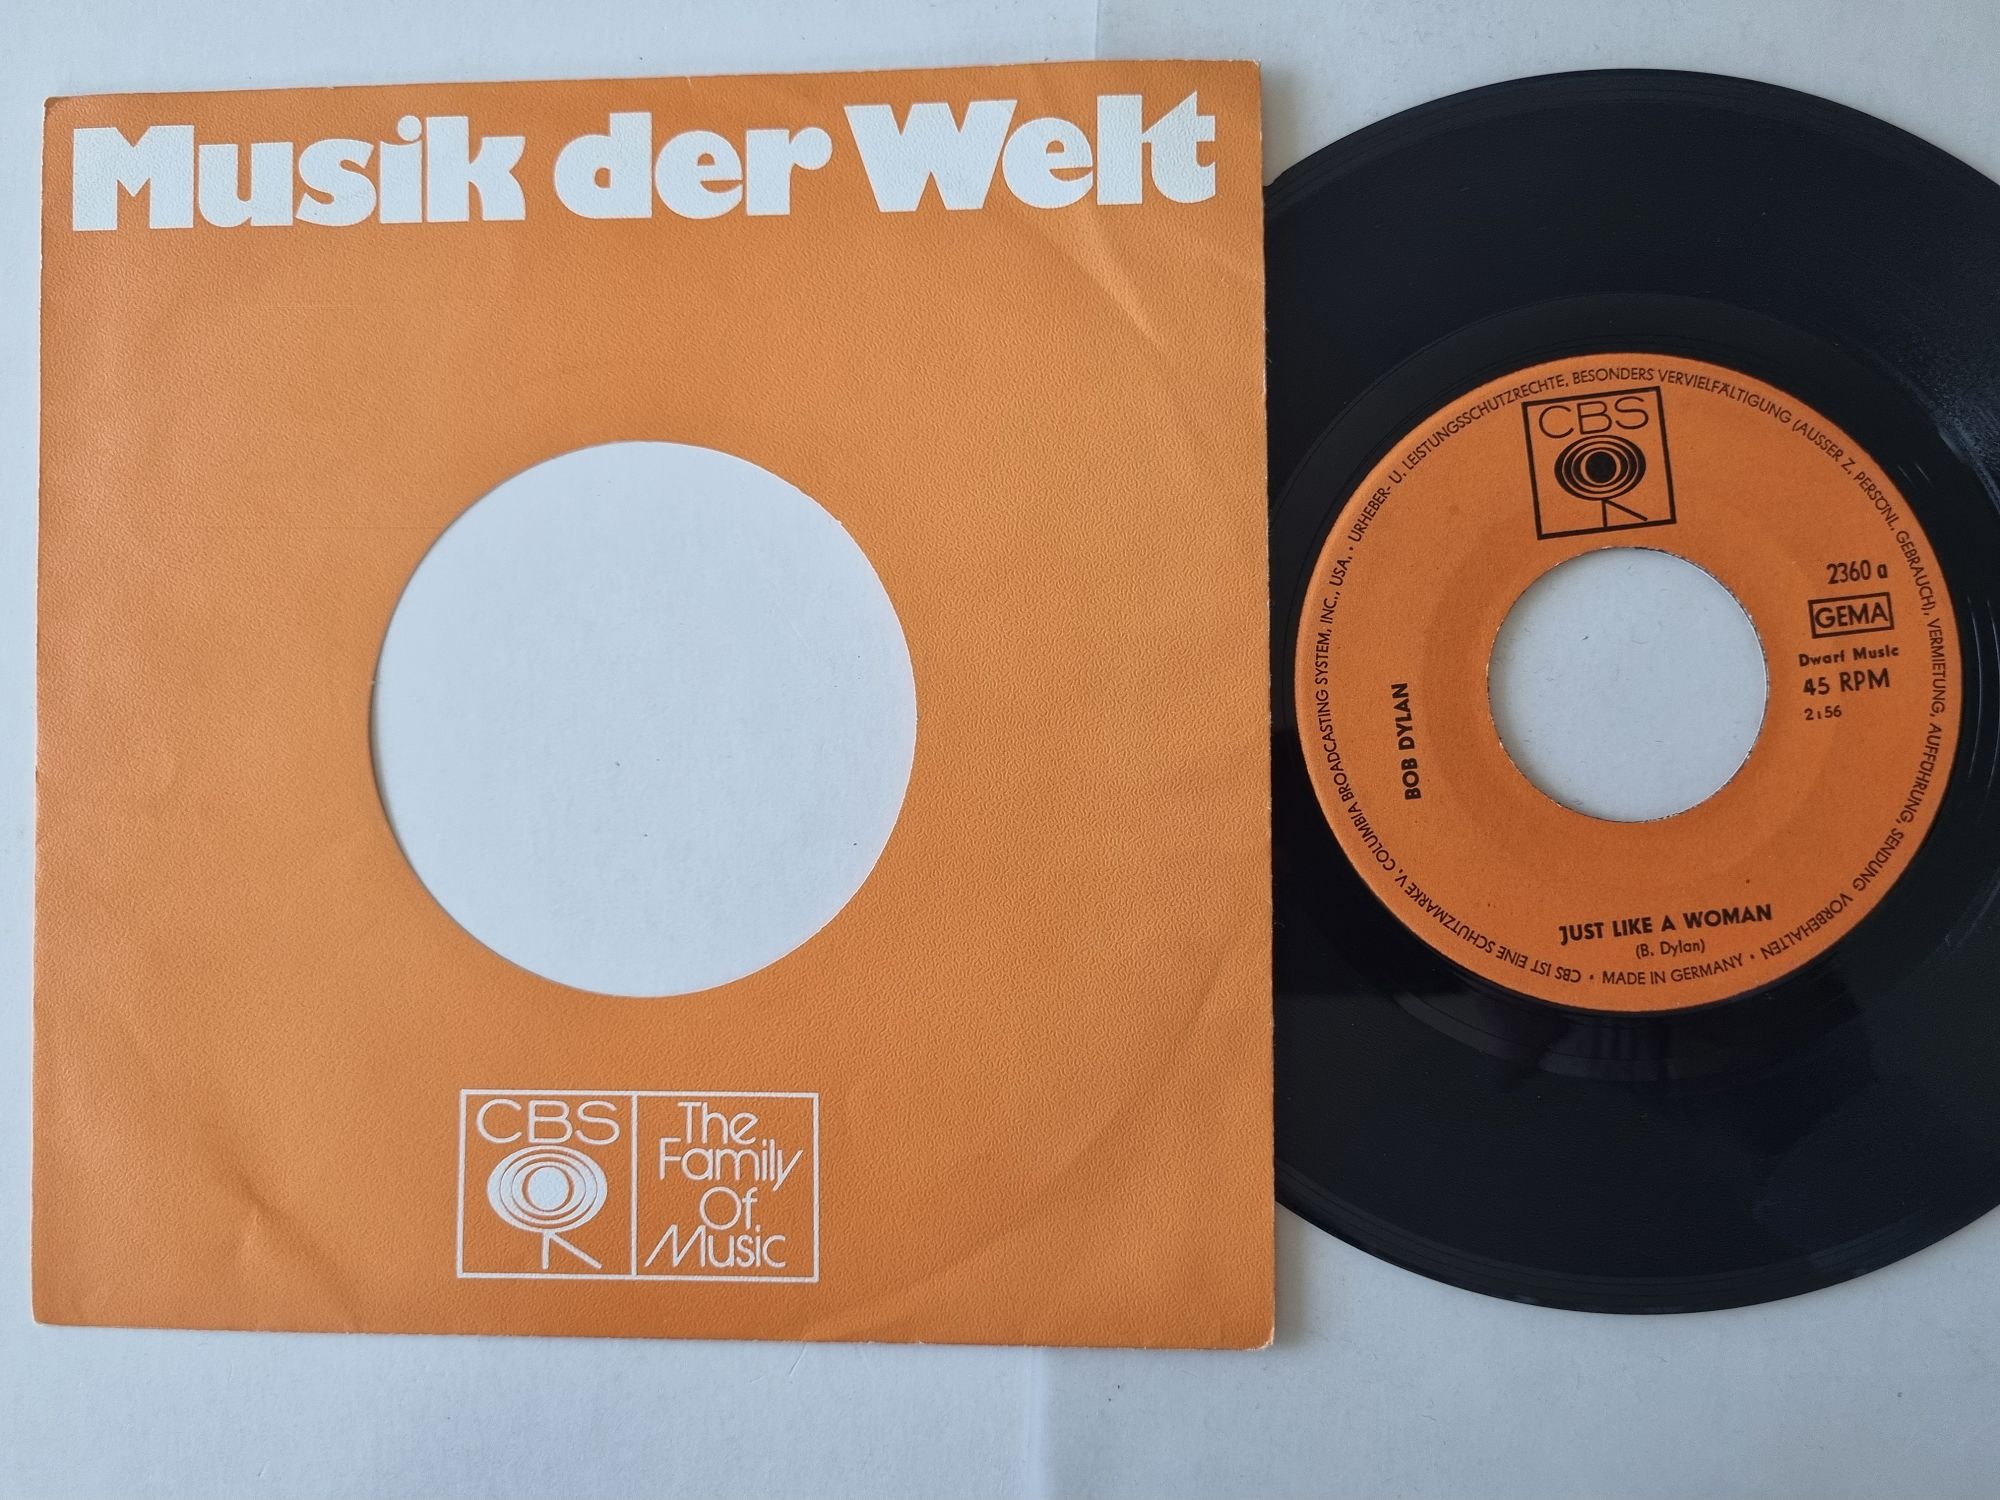 Musik der Welt
CBS
The
Family
Of
Music
CBS
2360 a
GEMA
Dwarf Music
45 RPM
2:56
BOB DYLAN
JUST LIKE A WOMAN
(B. Dylan)
CBS IST EINE SCHUTZMARKE V. COLUMBIA BROADCASTING SYSTEM, INC., USA. • URHEBER- U. LEISTUNGSSCHUTZRECHTE, BESONDERS VERVIELFÄLTIGUNG (AUSSER Z. PERSÖNL. GEBRAUCH), VERMIETUNG, AUFFÜHRUNG, SENDUNG VORBEHALTEN • MADE IN GERMANY •